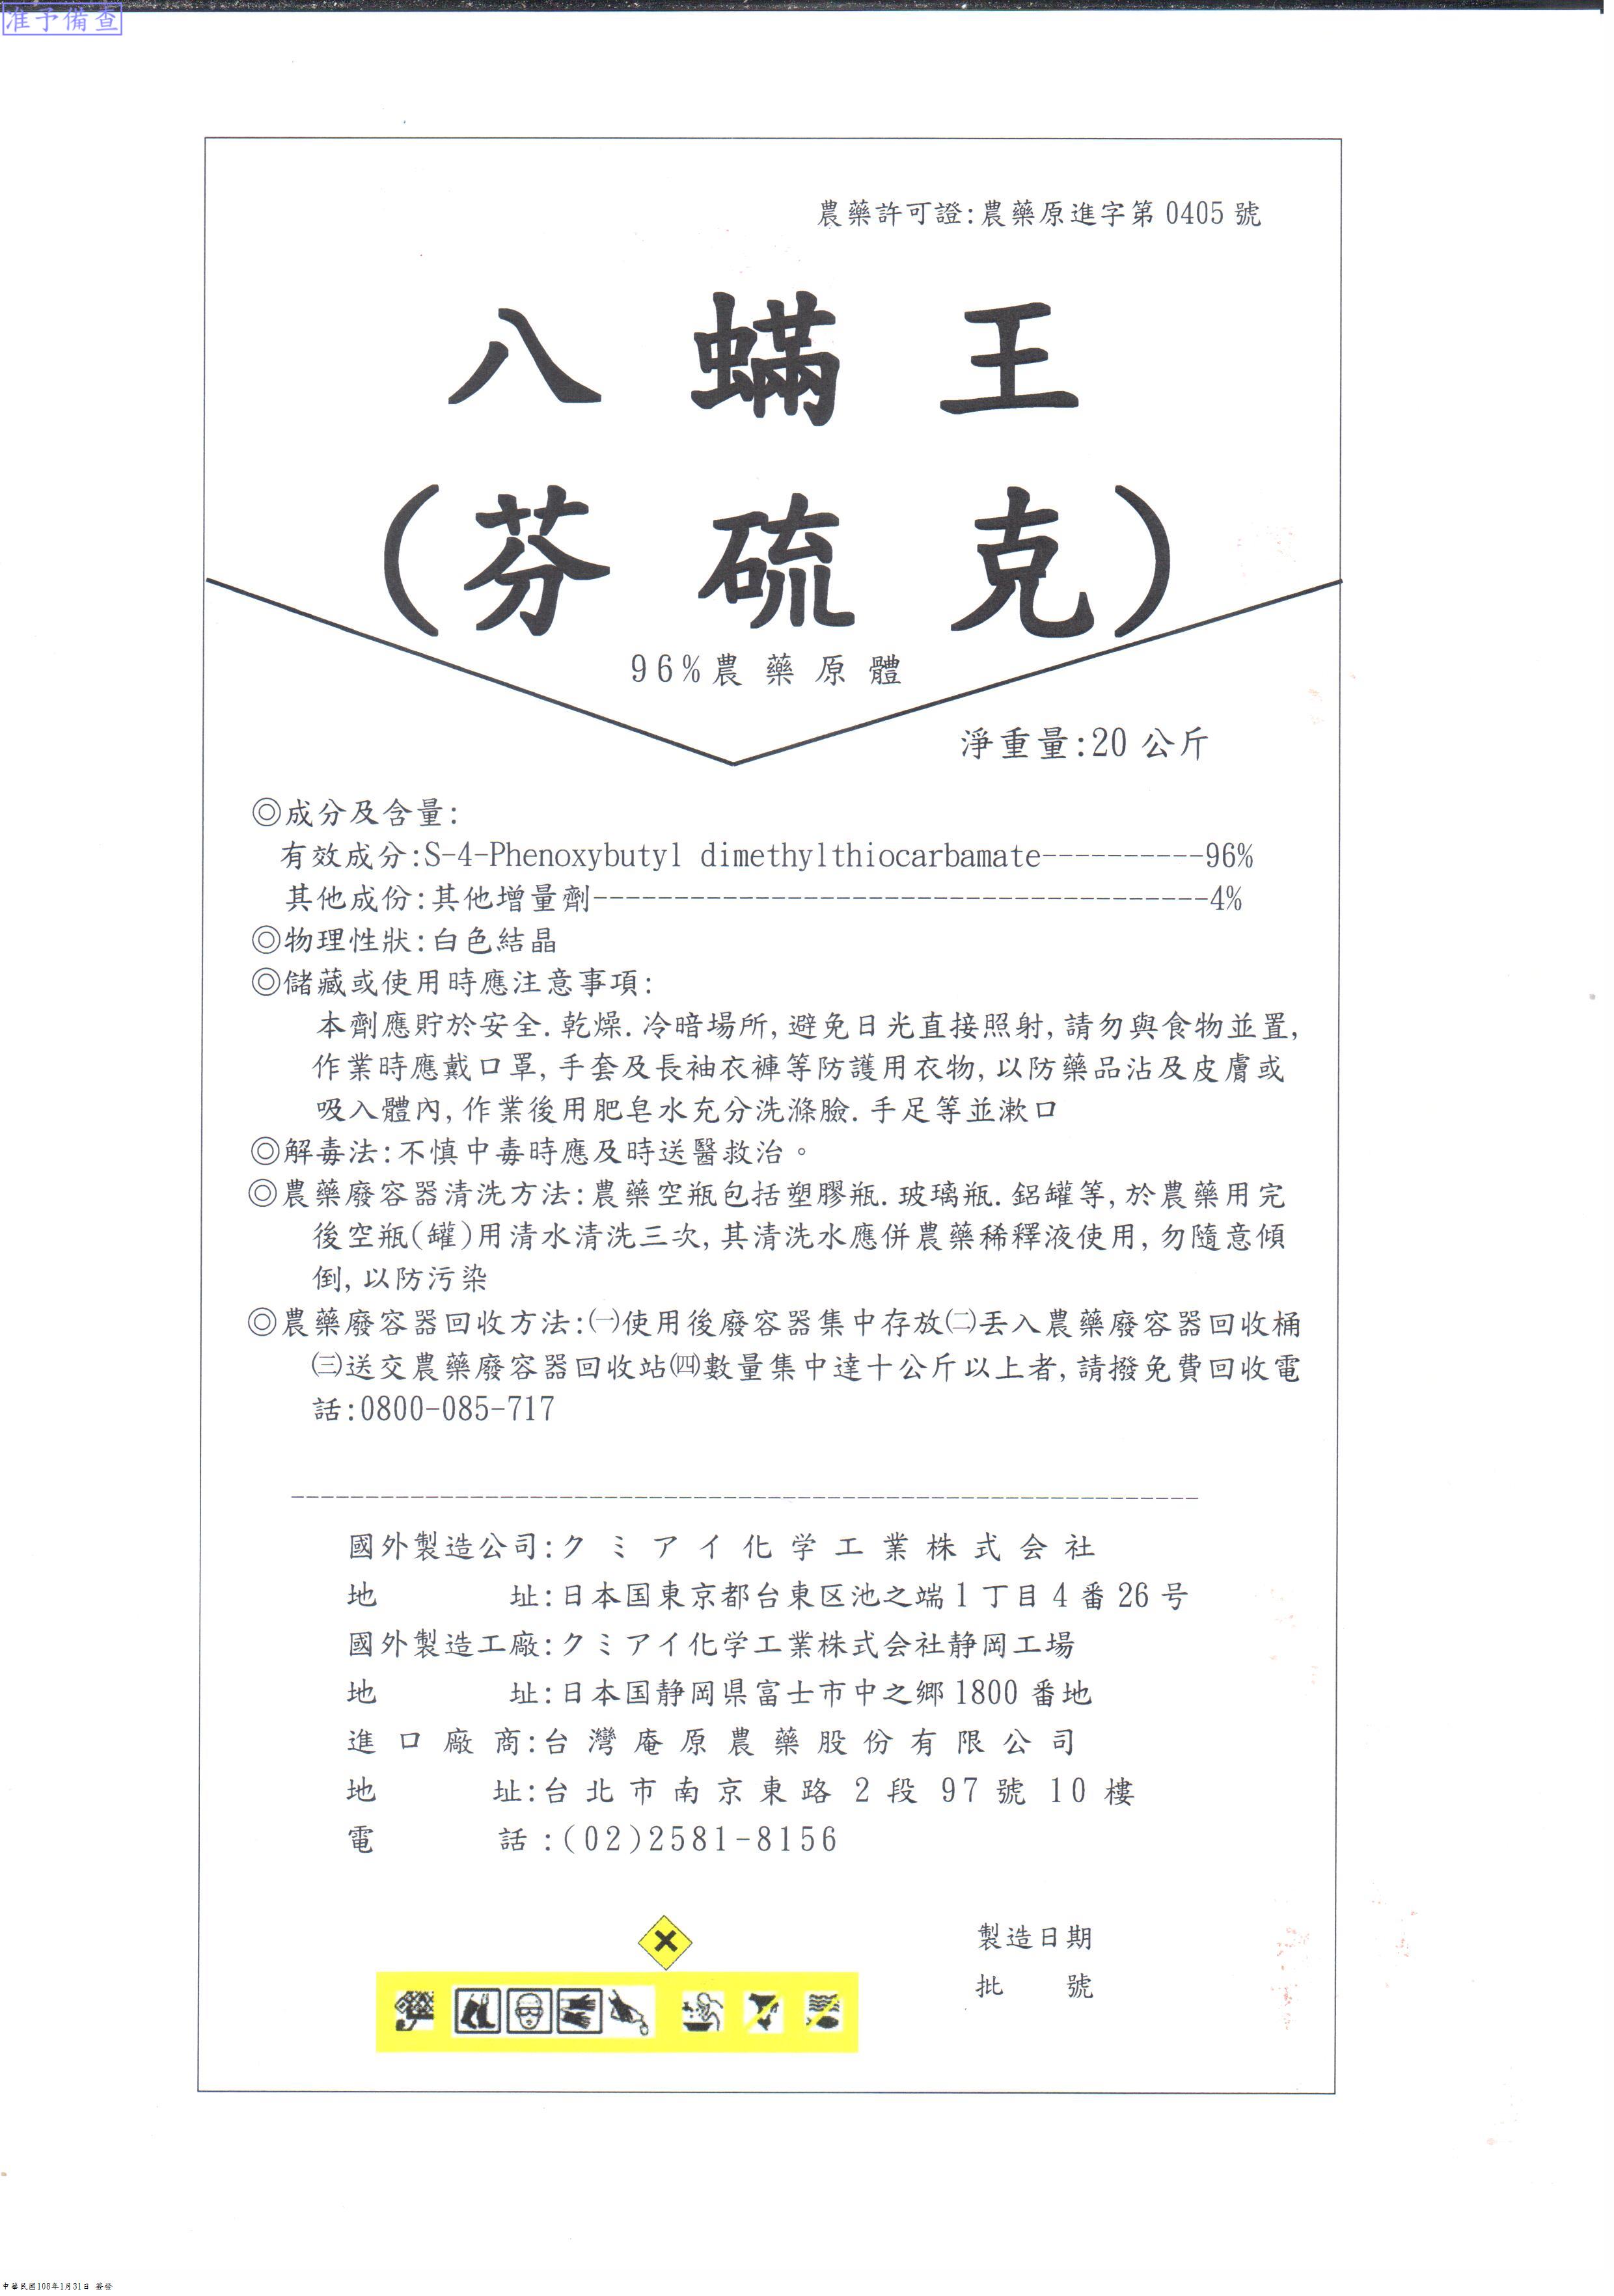 准予備查
農藥許可證:農藥原進字第 0405 號
八蟎王
(芬硫克)
96%農藥原體
淨重量:20 公斤
◎成分及含量:
有效成分:S-4-Phenoxybutyl dimethylthiocarbamate----------96%
其他成份:其他增量劑--------------------------------------4%
◎物理性狀:白色結晶
◎儲藏或使用時應注意事項:
本劑應貯於安全.乾燥.冷暗場所,避免日光直接照射,請勿與食物並置,
作業時應戴口罩,手套及長袖衣褲等防護用衣物,以防藥品沾及皮膚或
吸入體內,作業後用肥皂水充分洗滌臉.手足等並漱口
◎解毒法:不慎中毒時應及時送醫救治。
◎農藥廢容器清洗方法:農藥空瓶包括塑膠瓶.玻璃瓶.鋁罐等,於農藥用完
後空瓶(罐)用清水清洗三次,其清洗水應併農藥稀釋液使用,勿隨意傾
倒,以防污染
◎農藥廢容器回收方法:㈠使用後廢容器集中存放㈡丟入農藥廢容器回收桶
㈢送交農藥廢容器回收站㈣數量集中達十公斤以上者,請撥免費回收電
話:0800-085-717
國外製造公司:クミアイ化学工業株式会社
地址:日本国東京都台東区池之端1丁目4番26号
國外製造工廠:クミアイ化学工業株式会社静岡工場
地址:日本国静岡県富士市中之郷1800番地
進口廠商:台灣庵原農藥股份有限公司
地址:台北市南京東路2段97號10樓
電話:(02)2581-8156
製造日期
批號
中華民國108年1月31日 簽發